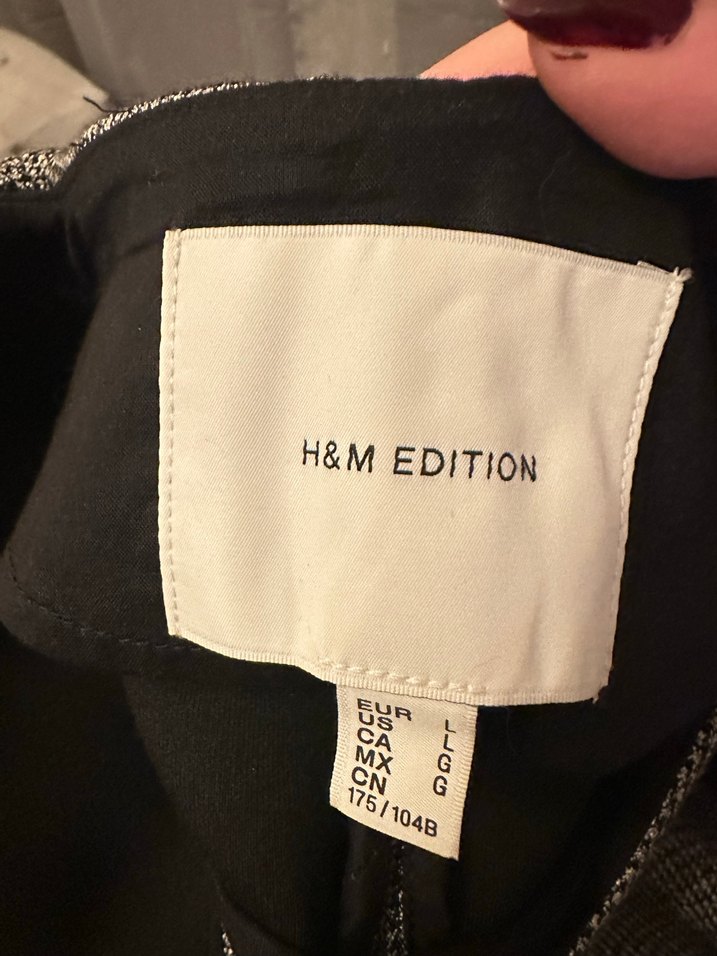 H&M EDITION
EUR L
US L
CA G
MX G
CN
175/104B